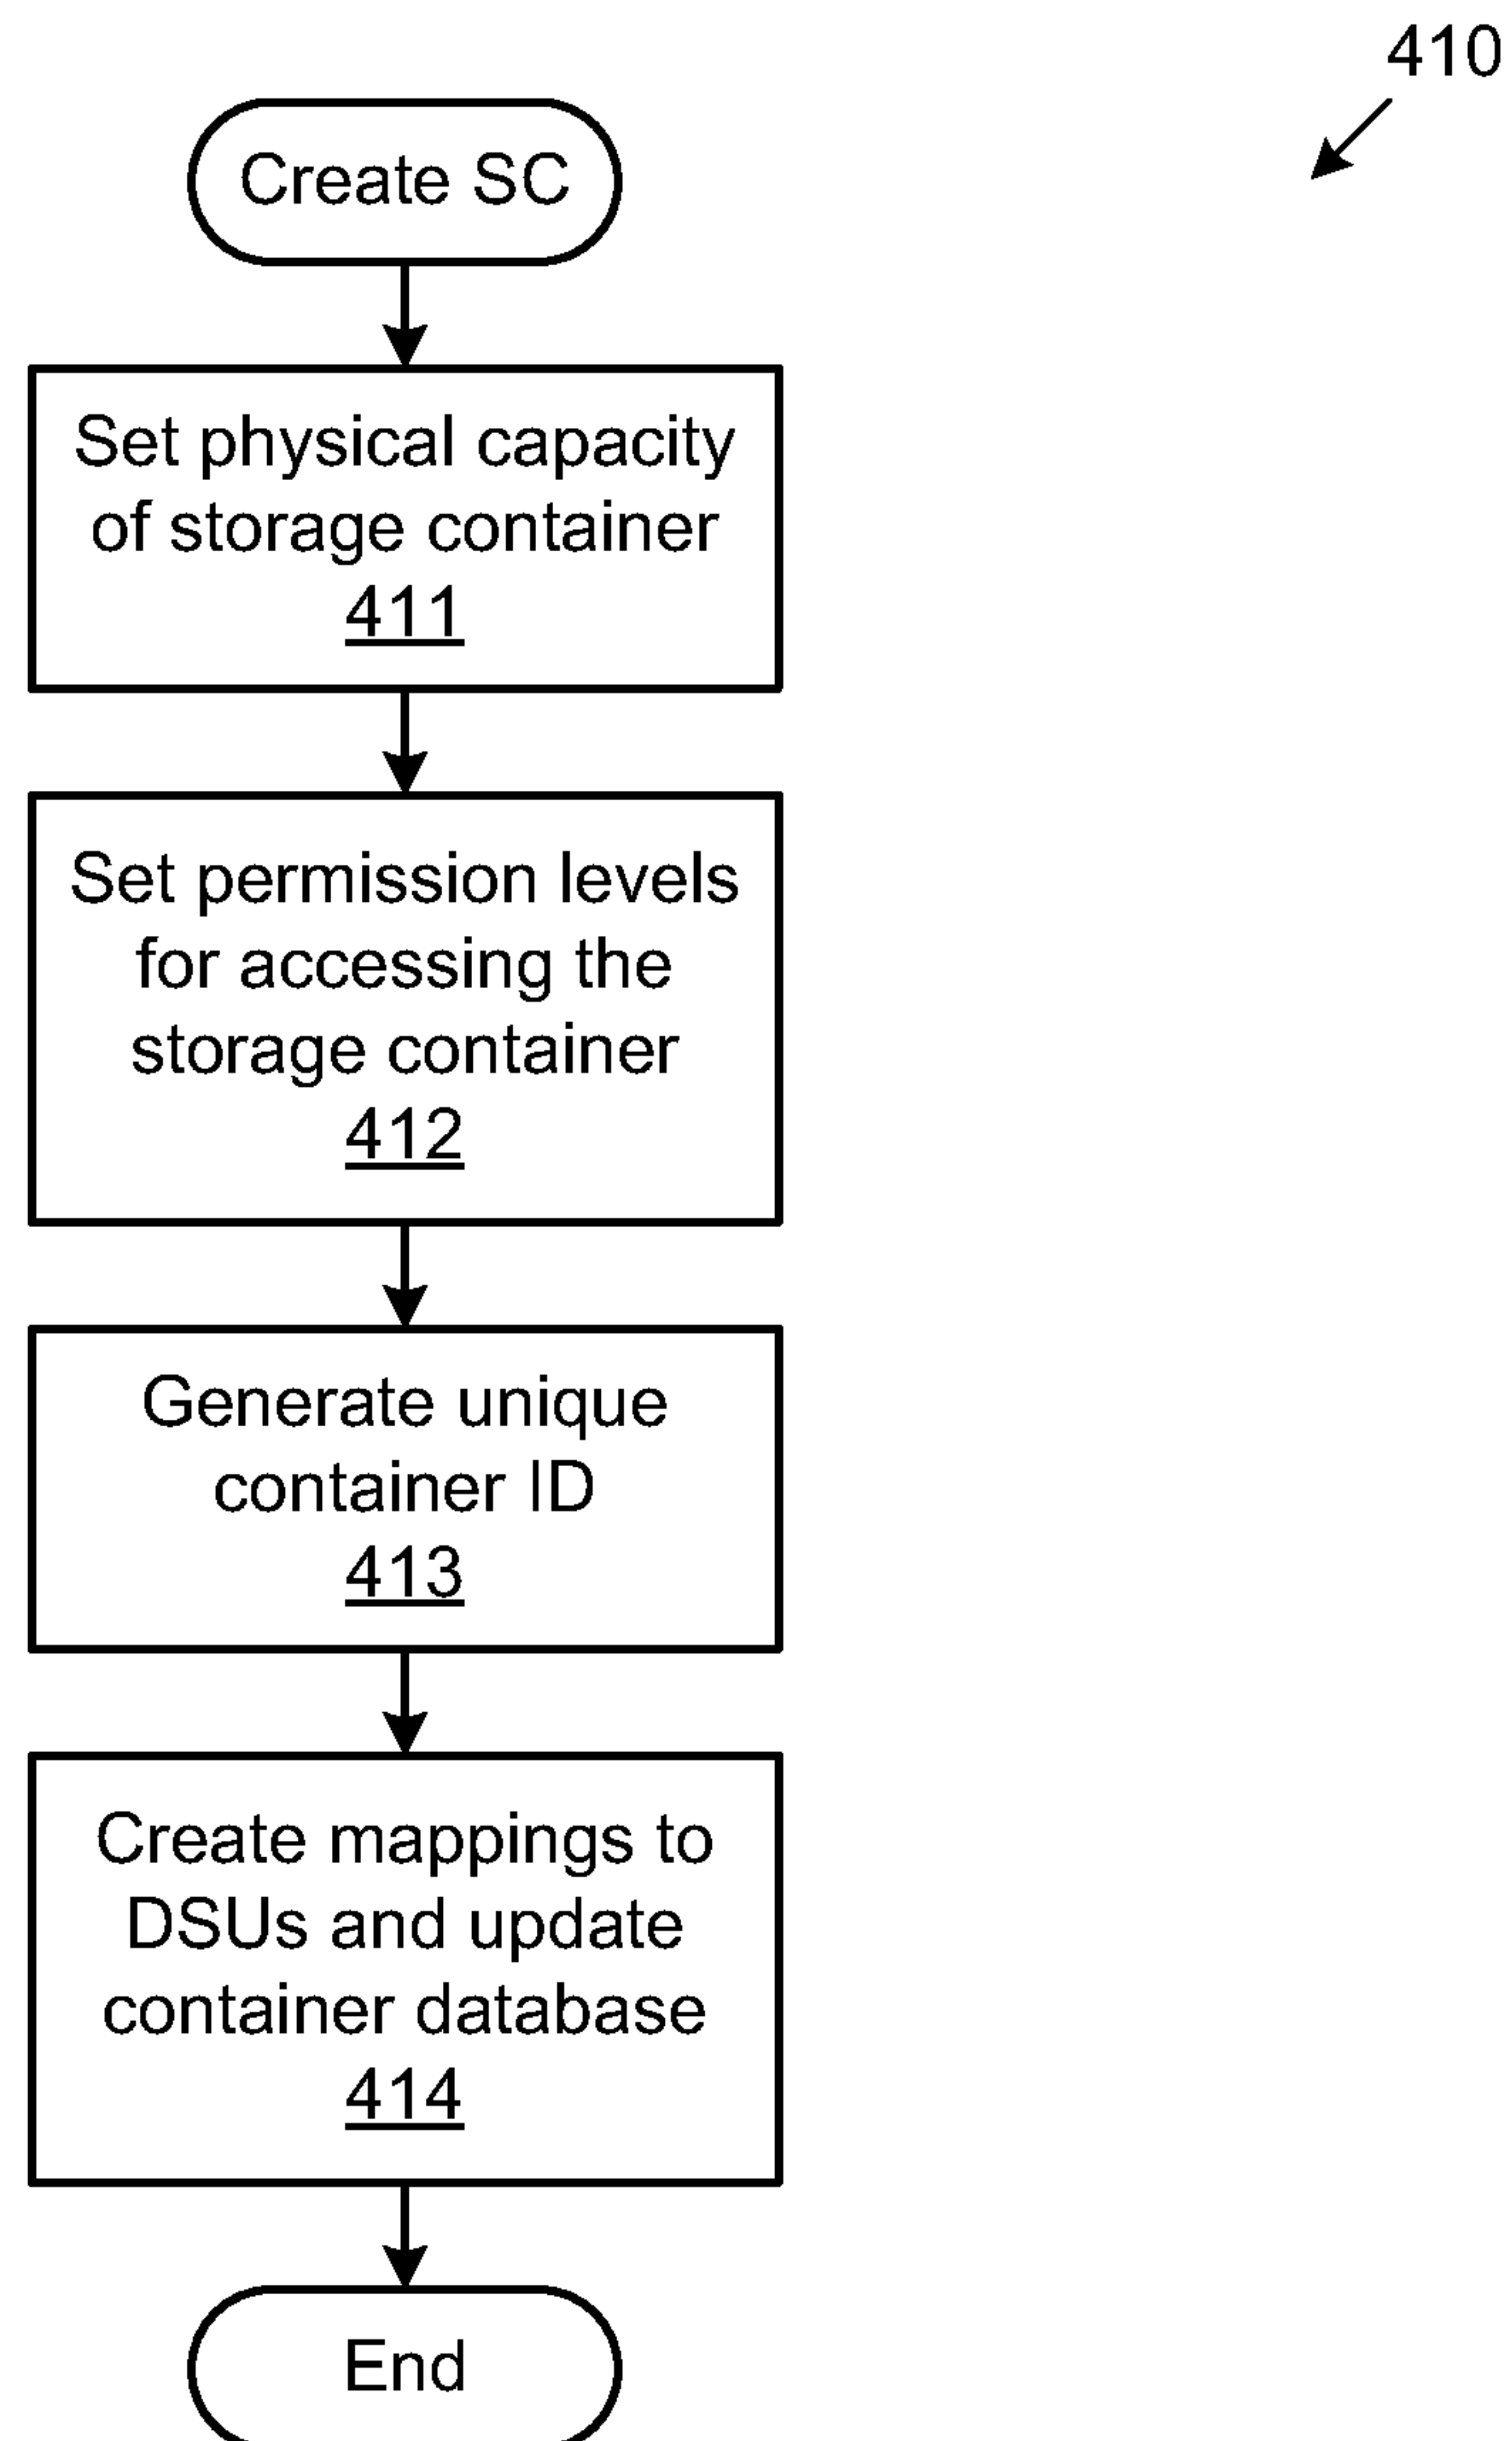 410
Create SC
Set physical capacity
of storage container
411
Set permission levels
for accessing the
storage container
412
Generate unique
container ID
413
Create mappings to
DSUs and update
container database
414
End